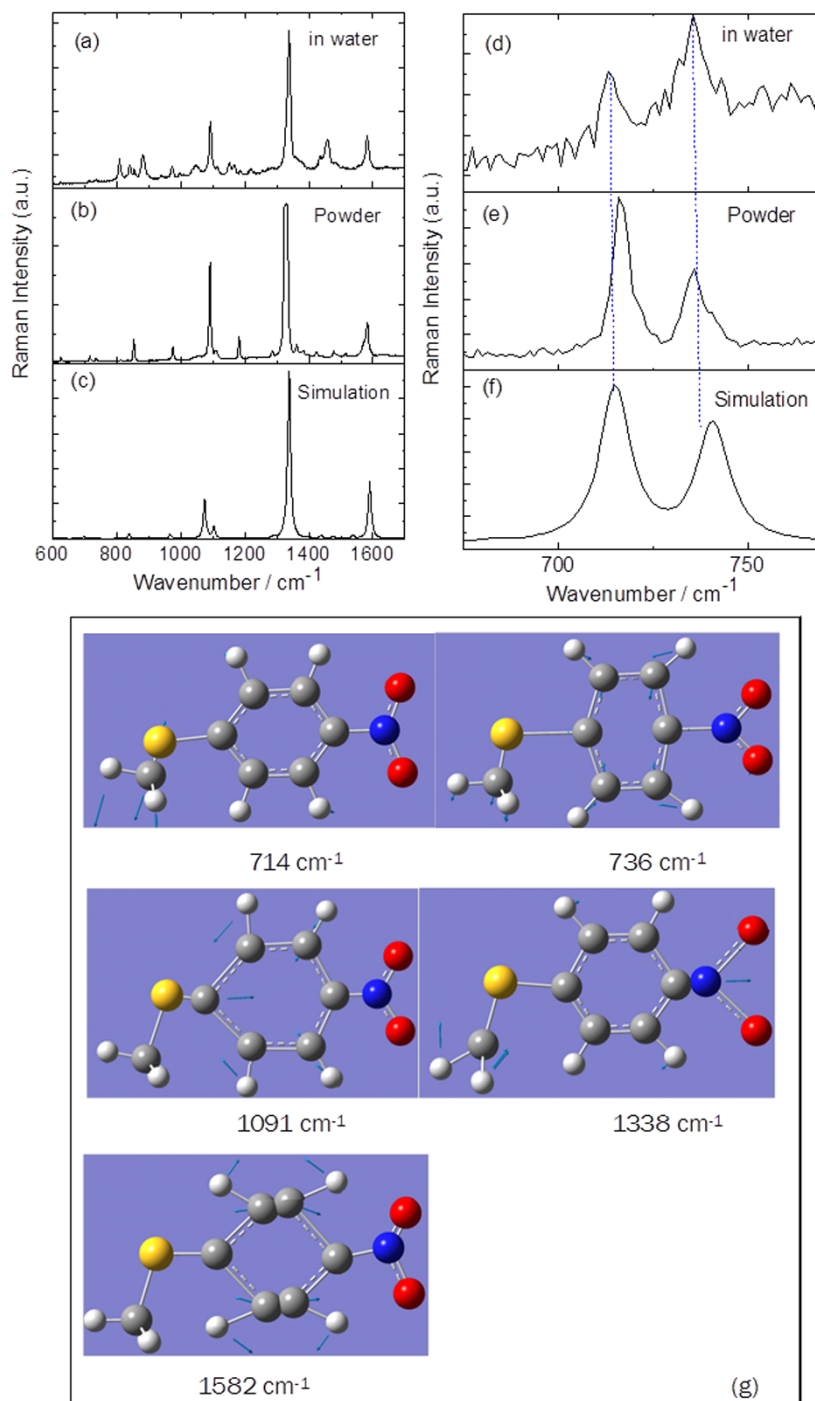 (a)
in water
(b)
Powder
(c)
Simulation
Raman Intensity (a.u.)
600 800 1000 1200 1400 1600
Wavenumber / cm⁻¹
(d)
in water
(e)
Powder
(f)
Simulation
Raman Intensity (a.u.)
700 750
Wavenumber / cm⁻¹
714 cm⁻¹
736 cm⁻¹
1091 cm⁻¹
1338 cm⁻¹
1582 cm⁻¹
(g)